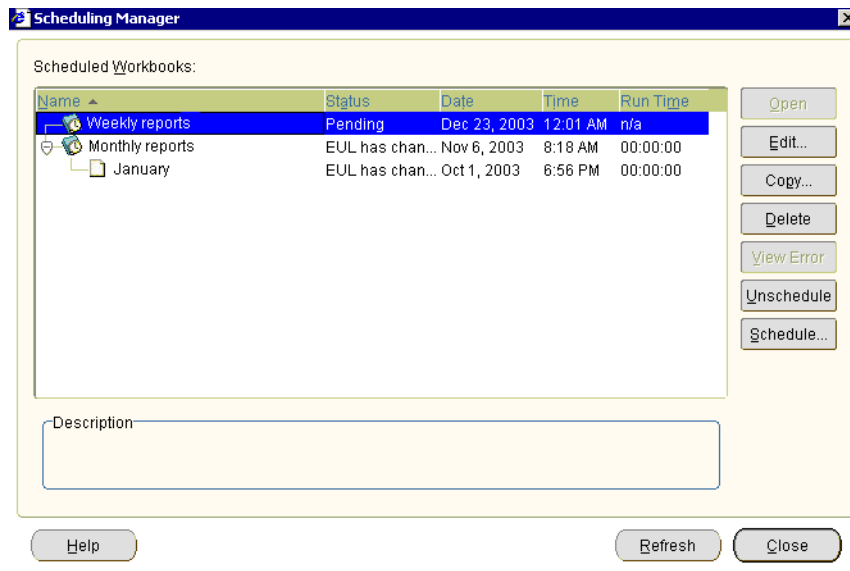 Scheduling Manager
Scheduled Workbooks:
Name Status Date Time Run Time
Weekly reports Pending Dec 23, 2003 12:01 AM n/a
Monthly reports EUL has chan... Nov 6, 2003 8:18 AM 00:00:00
January EUL has chan... Oct 1, 2003 6:56 PM 00:00:00
Open
Edit...
Copy...
Delete
View Error
Unschedule
Schedule...
Description
Help Refresh Close